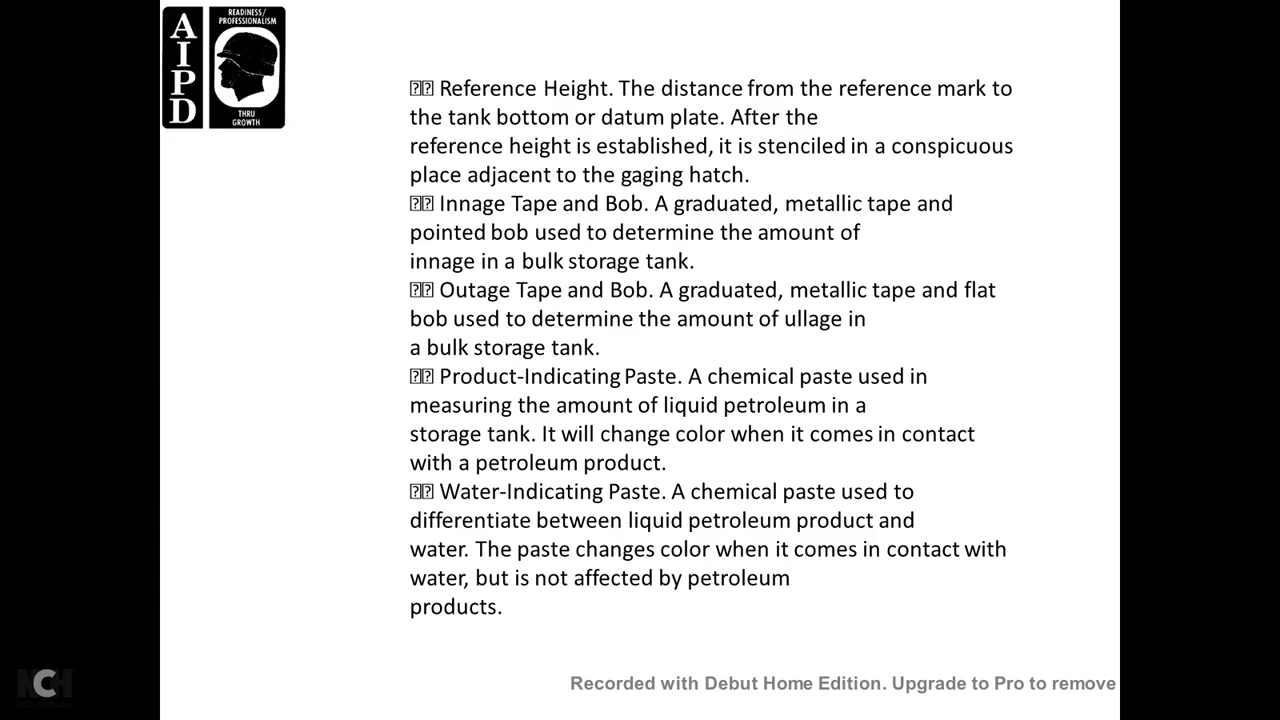 AIPD
READINESS/
PROFESSIONALISM
THRU
GROWTH
⍰⍰ Reference Height. The distance from the reference mark to
the tank bottom or datum plate. After the
reference height is established, it is stenciled in a conspicuous
place adjacent to the gaging hatch.
⍰⍰ Innage Tape and Bob. A graduated, metallic tape and
pointed bob used to determine the amount of
innage in a bulk storage tank.
⍰⍰ Outage Tape and Bob. A graduated, metallic tape and flat
bob used to determine the amount of ullage in
a bulk storage tank.
⍰⍰ Product-Indicating Paste. A chemical paste used in
measuring the amount of liquid petroleum in a
storage tank. It will change color when it comes in contact
with a petroleum product.
⍰⍰ Water-Indicating Paste. A chemical paste used to
differentiate between liquid petroleum product and
water. The paste changes color when it comes in contact with
water, but is not affected by petroleum
products.
NCH
Recorded with Debut Home Edition. Upgrade to Pro to remove